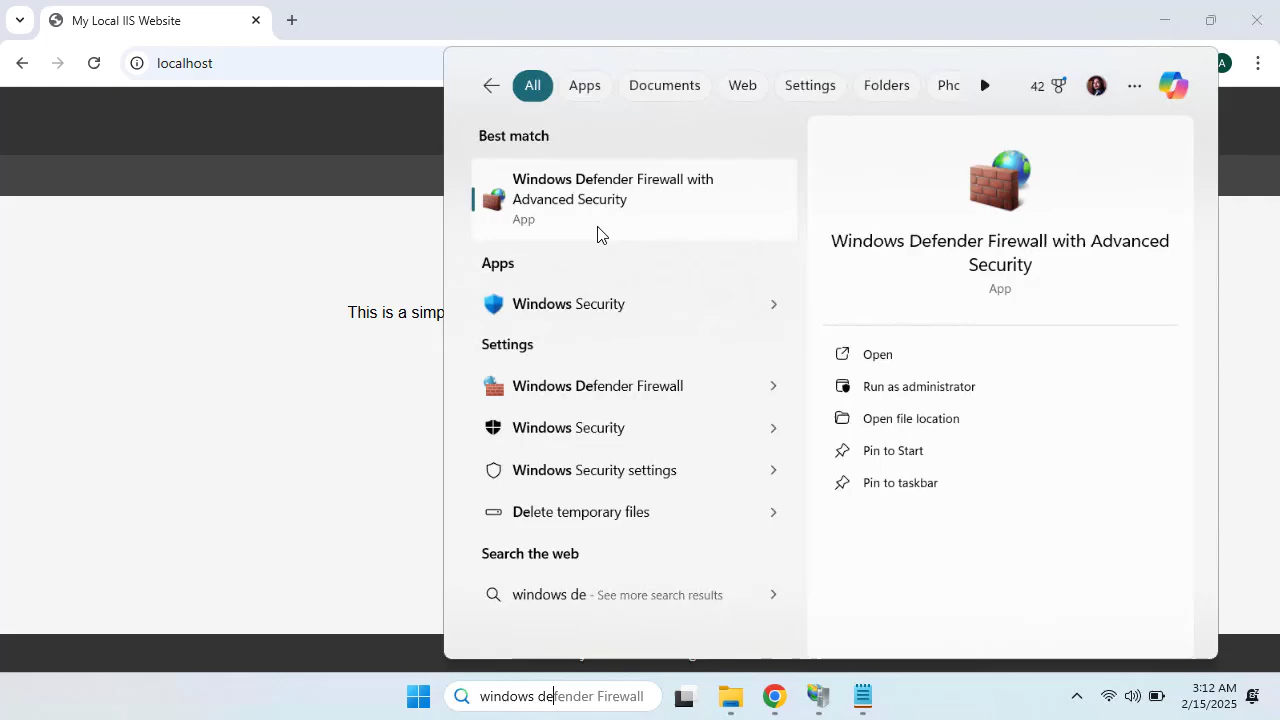 My Local IIS Website
localhost
A
All
Apps
Documents
Web
Settings
Folders
Phc
42
Best match
Windows Defender Firewall with
Advanced Security
App
Apps
Windows Security
Settings
Windows Defender Firewall
Windows Security
Windows Security settings
Delete temporary files
Search the web
windows de - See more search results
Windows Defender Firewall with Advanced
Security
App
Open
Run as administrator
Open file location
Pin to Start
Pin to taskbar
This is a simp
windows defender Firewall
3:12 AM
2/15/2025